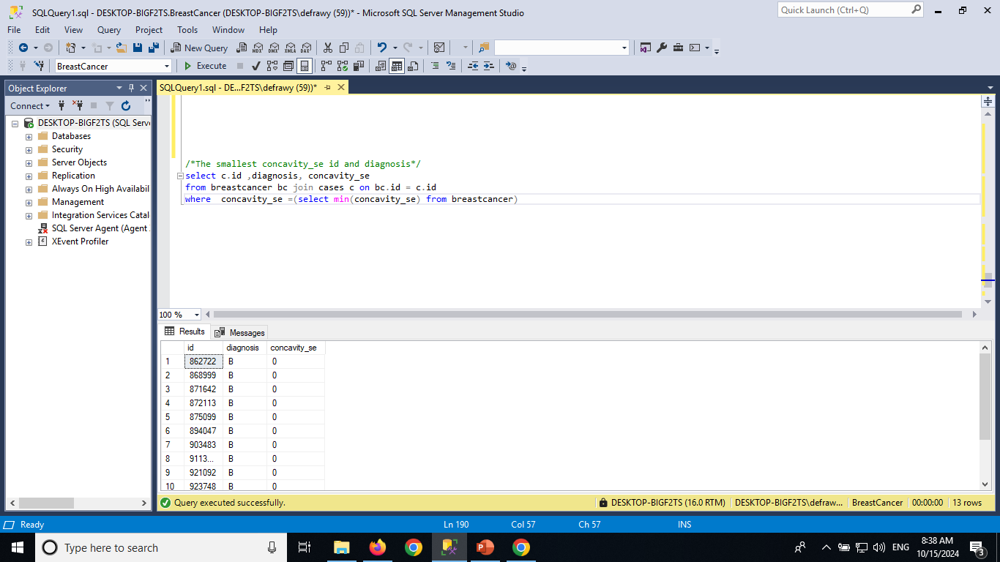 SQLQuery1.sql - DESKTOP-BIGF2TS.BreastCancer (DESKTOP-BIGF2TS\defrawy (59))* - Microsoft SQL Server Management Studio
Quick Launch (Ctrl+Q)
File Edit View Query Project Tools Window Help
New Query MDX DMX XMLA DAX
BreastCancer Execute
Object Explorer
SQLQuery1.sql - DE...F2TS\defrawy (59))*
Connect
DESKTOP-BIGF2TS (SQL Serv
Databases
Security
Server Objects
Replication
Always On High Availabil
Management
Integration Services Catal
SQL Server Agent (Agent
XEvent Profiler
/*The smallest concavity_se id and diagnosis*/
select c.id ,diagnosis, concavity_se
from breastcancer bc join cases c on bc.id = c.id
where  concavity_se =(select min(concavity_se) from breastcancer)
100 %
Results Messages
id diagnosis concavity_se
1 862722 B 0
2 868999 B 0
3 871642 B 0
4 872113 B 0
5 875099 B 0
6 894047 B 0
7 903483 B 0
8 9113... B 0
9 921092 B 0
10 923748 B 0
Query executed successfully. DESKTOP-BIGF2TS (16.0 RTM) DESKTOP-BIGF2TS\defraw... BreastCancer 00:00:00 13 rows
Ready Ln 190 Col 57 Ch 57 INS
Type here to search
ENG
8:38 AM
10/15/2024
3